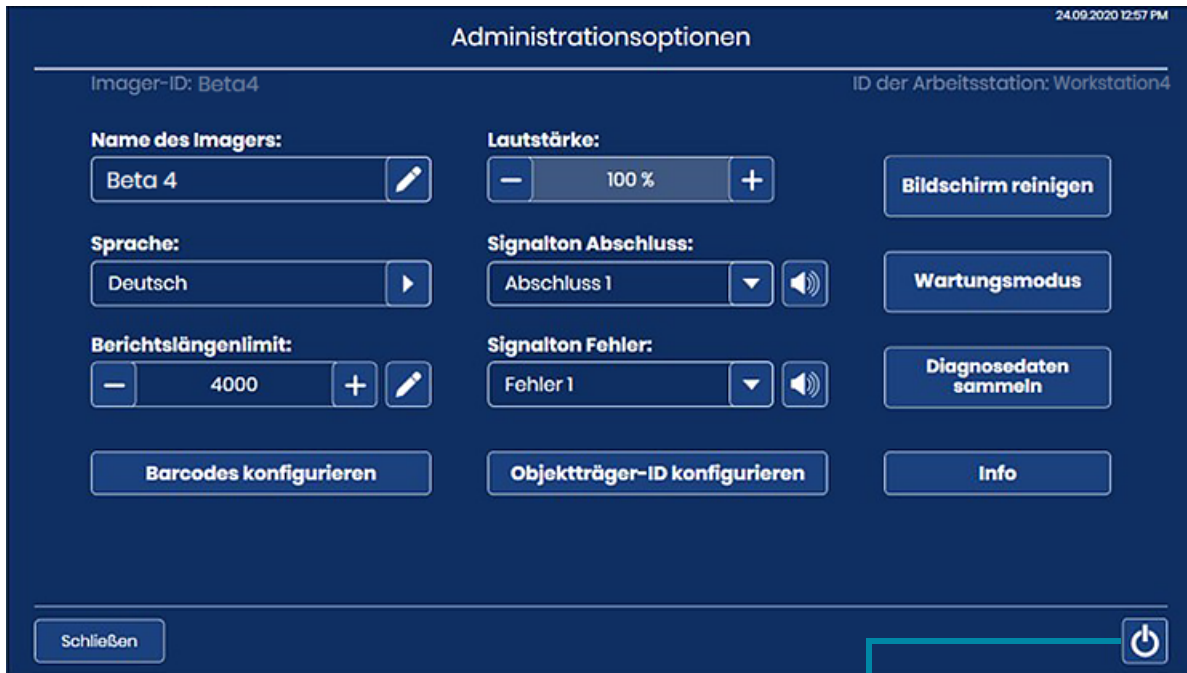 24.09.2020 12:57 PM
Administrationsoptionen
Imager-ID: Beta4
ID der Arbeitsstation: Workstation4
Name des Imagers:
Beta 4
Lautstärke:
100 %
Bildschirm reinigen
Sprache:
Deutsch
Signalton Abschluss:
Abschluss 1
Wartungsmodus
Berichtslängenlimit:
4000
Signalton Fehler:
Fehler 1
Diagnosedaten
sammeln
Barcodes konfigurieren
Objektträger-ID konfigurieren
Info
Schließen